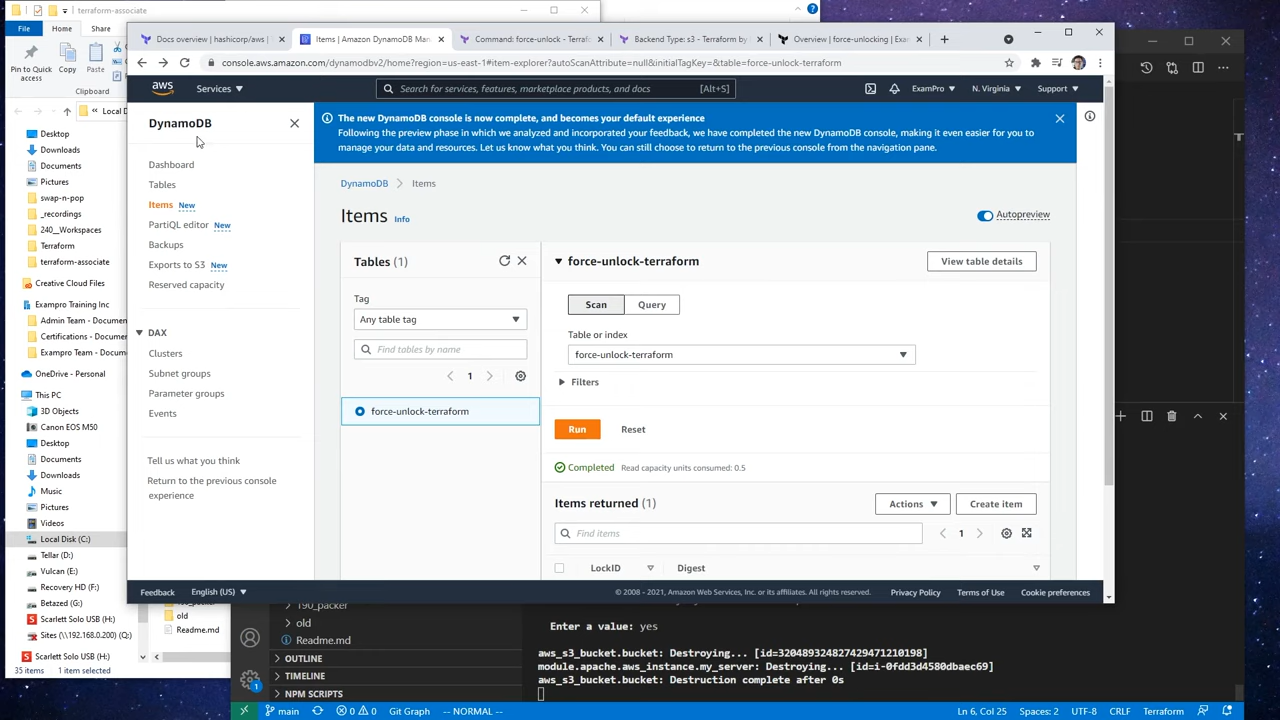 terraform-associate
File
Home
Share
Pin to Quick access
Copy
Paste
Clipboard
« Local D
Desktop
Downloads
Documents
Pictures
swap-n-pop
_recordings
240__Workspaces
Terraform
terraform-associate
Creative Cloud Files
Exampro Training Inc
Admin Team - Documen
Certifications - Docume
Exampro Team - Docum
OneDrive - Personal
This PC
3D Objects
Canon EOS M50
Desktop
Documents
Downloads
Music
Pictures
Videos
Local Disk (C:)
Tellar (D:)
Vulcan (E:)
Recovery HD (F:)
Betazed (G:)
Scarlett Solo USB (H:)
Sites (\\192.168.0.200) (Q:)
Scarlett Solo USB (H:)
35 items
1 item selected
old
Readme.md
Docs overview | hashicorp/aws |
Items | Amazon DynamoDB Man
Command: force-unlock - Terrafo
Backend Type: s3 - Terraform by
Overview | force-unlocking | Exam
console.aws.amazon.com/dynamodbv2/home?region=us-east-1#item-explorer?autoScanAttribute=null&initialTagKey=&table=force-unlock-terraform
aws
Services
Search for services, features, marketplace products, and docs
[Alt+S]
ExamPro
N. Virginia
Support
DynamoDB
Dashboard
Tables
Items New
PartiQL editor New
Backups
Exports to S3 New
Reserved capacity
DAX
Clusters
Subnet groups
Parameter groups
Events
Tell us what you think
Return to the previous console
experience
The new DynamoDB console is now complete, and becomes your default experience
Following the preview phase in which we analyzed and incorporated your feedback, we have completed the new DynamoDB console, making it even easier for you to
manage your data and resources. Let us know what you think. You can still choose to return to the previous console from the navigation pane.
DynamoDB > Items
Items Info
Autopreview
Tables (1)
Tag
Any table tag
Find tables by name
1
force-unlock-terraform
force-unlock-terraform
View table details
Scan
Query
Table or index
force-unlock-terraform
Filters
Run
Reset
Completed Read capacity units consumed: 0.5
Items returned (1)
Actions
Create item
Find items
1
LockID
Digest
Feedback
English (US)
© 2008 - 2021, Amazon Web Services, Inc. or its affiliates. All rights reserved.
Privacy Policy
Terms of Use
Cookie preferences
old
Readme.md
OUTLINE
TIMELINE
NPM SCRIPTS
Enter a value: yes
aws_s3_bucket.bucket: Destroying... [id=3204893248274294712​10198]
module.apache.aws_instance.my_server: Destroying... [id=i-0fdd3d4580dbaec69]
aws_s3_bucket.bucket: Destruction complete after 0s
main
0
0
Git Graph
-- NORMAL --
Ln 6, Col 25
Spaces: 2
UTF-8
CRLF
Terraform